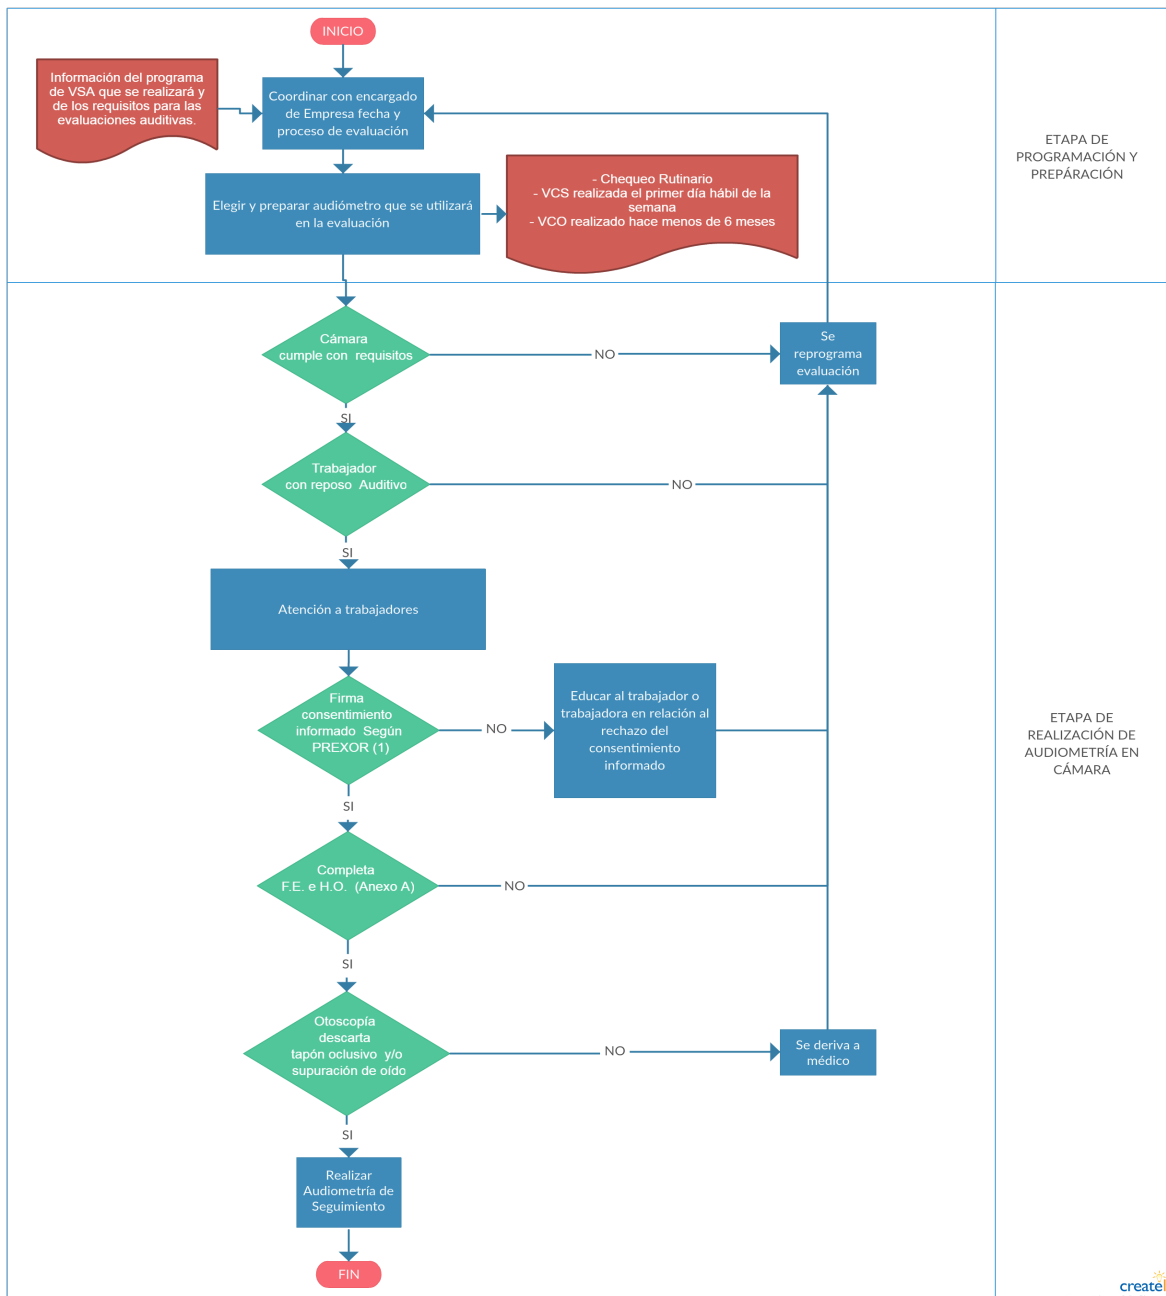 INICIO
Información del programa
de VSA que se realizará y
de los requisitos para las
evaluaciones auditivas.
Coordinar con encargado
de Empresa fecha y
proceso de evaluación
ETAPA DE
PROGRAMACIÓN Y
PREPÁRACIÓN
Elegir y preparar audiómetro que se utilizará
en la evaluación
- Chequeo Rutinario
- VCS realizada el primer día hábil de la
semana
- VCO realizado hace menos de 6 meses
Cámara
cumple con requisitos
NO
Se
reprograma
evaluación
SI
Trabajador
con reposo Auditivo
NO
SI
Atención a trabajadores
Firma
consentimiento
informado Según
PREXOR (1)
NO
Educar al trabajador o
trabajadora en relación al
rechazo del
consentimiento
informado
ETAPA DE
REALIZACIÓN DE
AUDIOMETRÍA EN
CÁMARA
SI
Completa
F.E. e H.O. (Anexo A)
NO
SI
Otoscopía
descarta
tapón oclusivo y/o
supuración de oído
NO
Se deriva a
médico
SI
Realizar
Audiometría de
Seguimiento
FIN